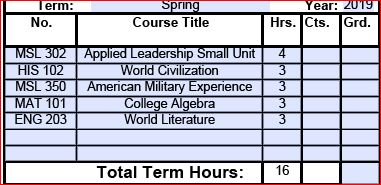 Term: Spring Year: 2019
No. Course Title Hrs. Cts. Grd.
MSL 302 Applied Leadership Small Unit 4
HIS 102 World Civilization 3
MSL 350 American Military Experience 3
MAT 101 College Algebra 3
ENG 203 World Literature 3
Total Term Hours: 16